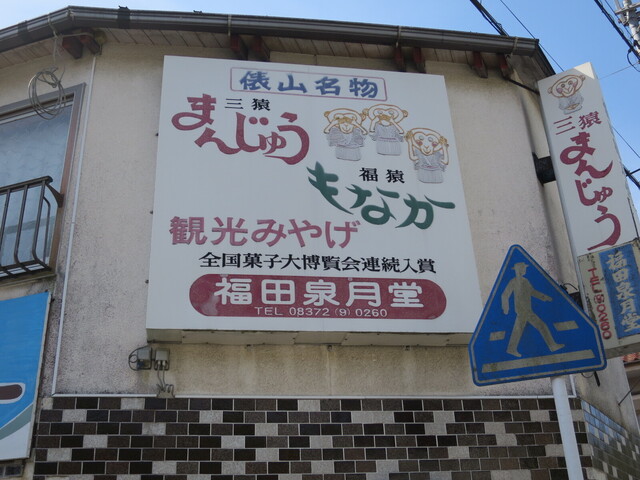 俵山名物
三猿
まんじゅう
福猿
もなか
観光みやげ
全国菓子大博覧会連続入賞
福田泉月堂
TEL 08372 (9) 0260
三猿
まんじゅう
福田泉月堂